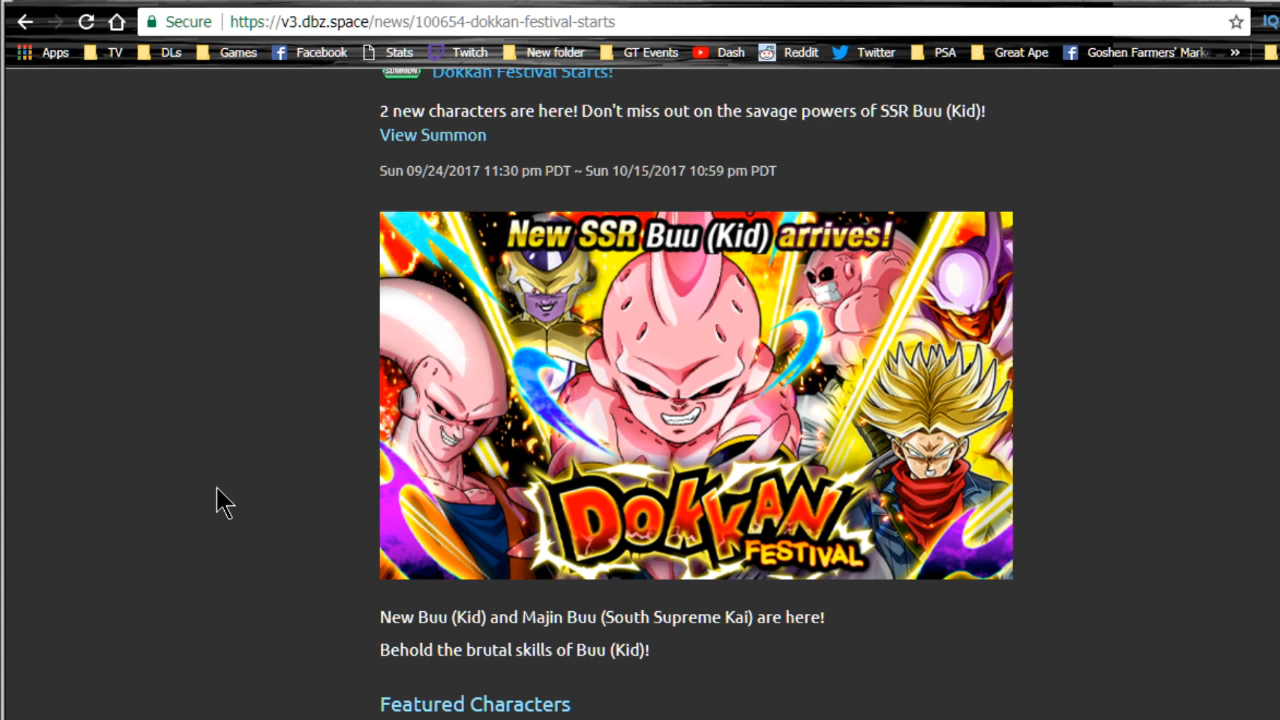 Secure https://v3.dbz.space/news/100654-dokkan-festival-starts
Apps TV DLs Games Facebook Stats Twitch New folder GT Events Dash Reddit Twitter PSA Great Ape Goshen Farmers' Mark »
SUMMON Dokkan Festival Starts!
2 new characters are here! Don't miss out on the savage powers of SSR Buu (Kid)!
View Summon
Sun 09/24/2017 11:30 pm PDT ~ Sun 10/15/2017 10:59 pm PDT
New SSR Buu (Kid) arrives!
DOKKAN
FESTIVAL
New Buu (Kid) and Majin Buu (South Supreme Kai) are here!
Behold the brutal skills of Buu (Kid)!
Featured Characters